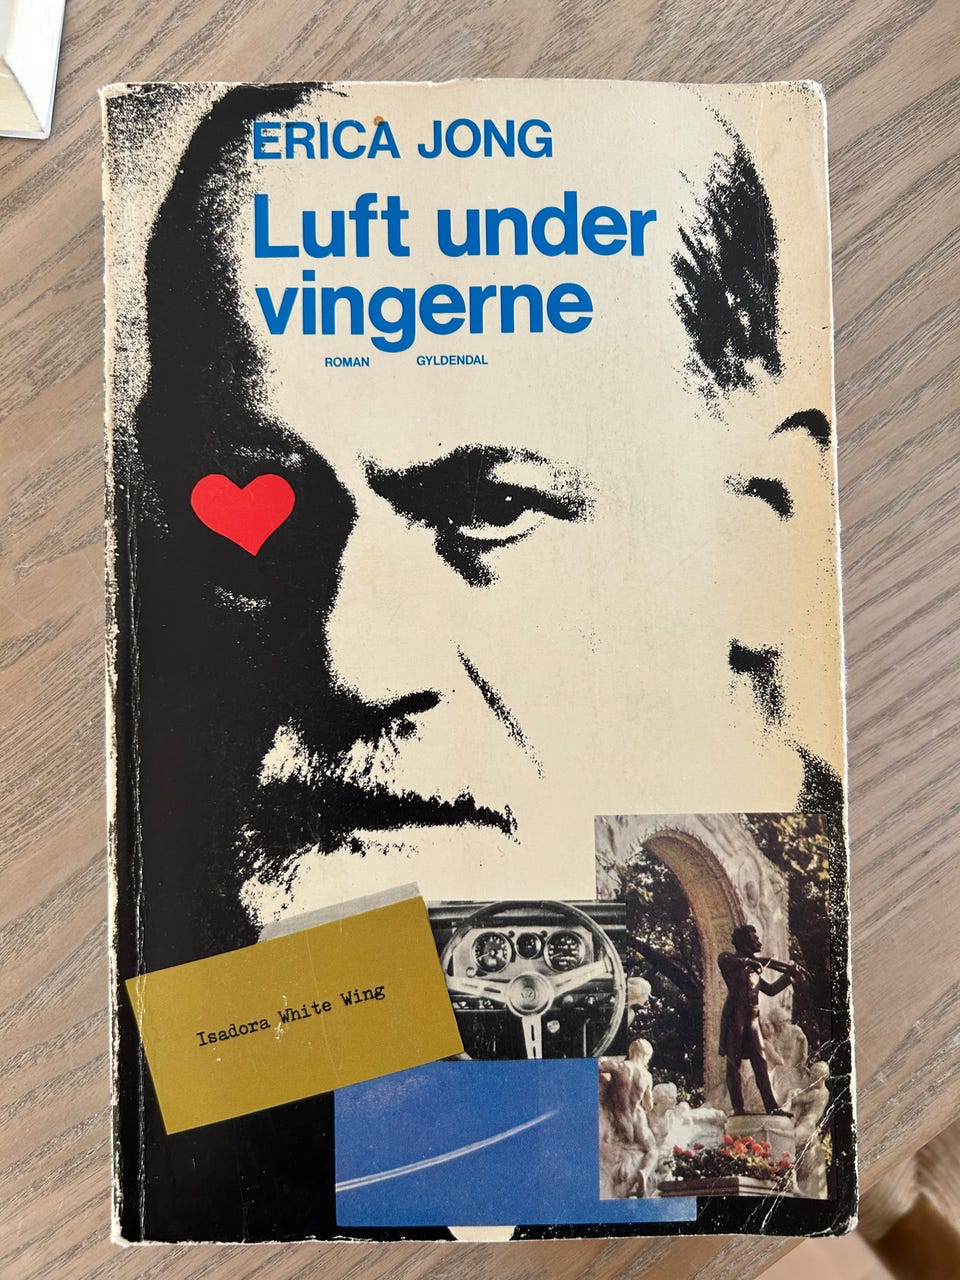 ERICA JONG
Luft under
vingerne
ROMAN GYLDENDAL
Isadora White Wing